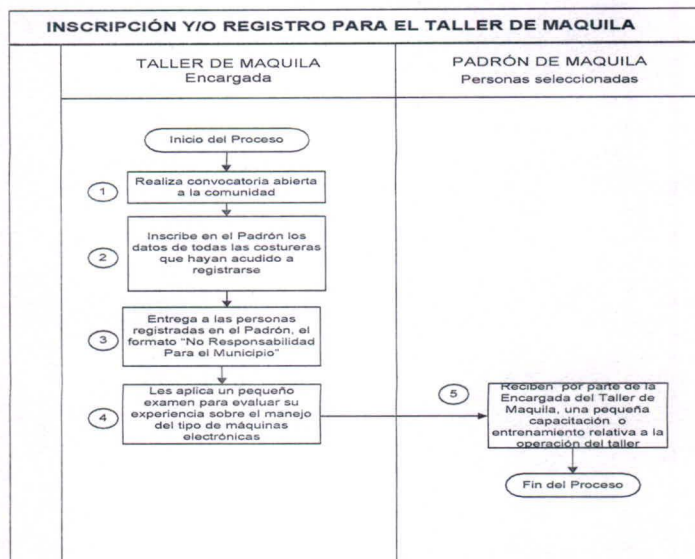 INSCRIPCIÓN Y/O REGISTRO PARA EL TALLER DE MAQUILA
TALLER DE MAQUILA
Encargada
PADRÓN DE MAQUILA
Personas seleccionadas
Inicio del Proceso
1
Realiza convocatoria abierta
a la comunidad
2
Inscribe en el Padrón los
datos de todas las costureras
que hayan acudido a
registrarse
3
Entrega a las personas
registradas en el Padrón, el
formato "No Responsabilidad
Para el Municipio"
4
Les aplica un pequeño
examen para evaluar su
experiencia sobre el manejo
del tipo de máquinas
electrónicas
5
Reciben por parte de la
Encargada del Taller de
Maquila, una pequeña
capacitación o
entrenamiento relativa a la
operación del taller
Fin del Proceso